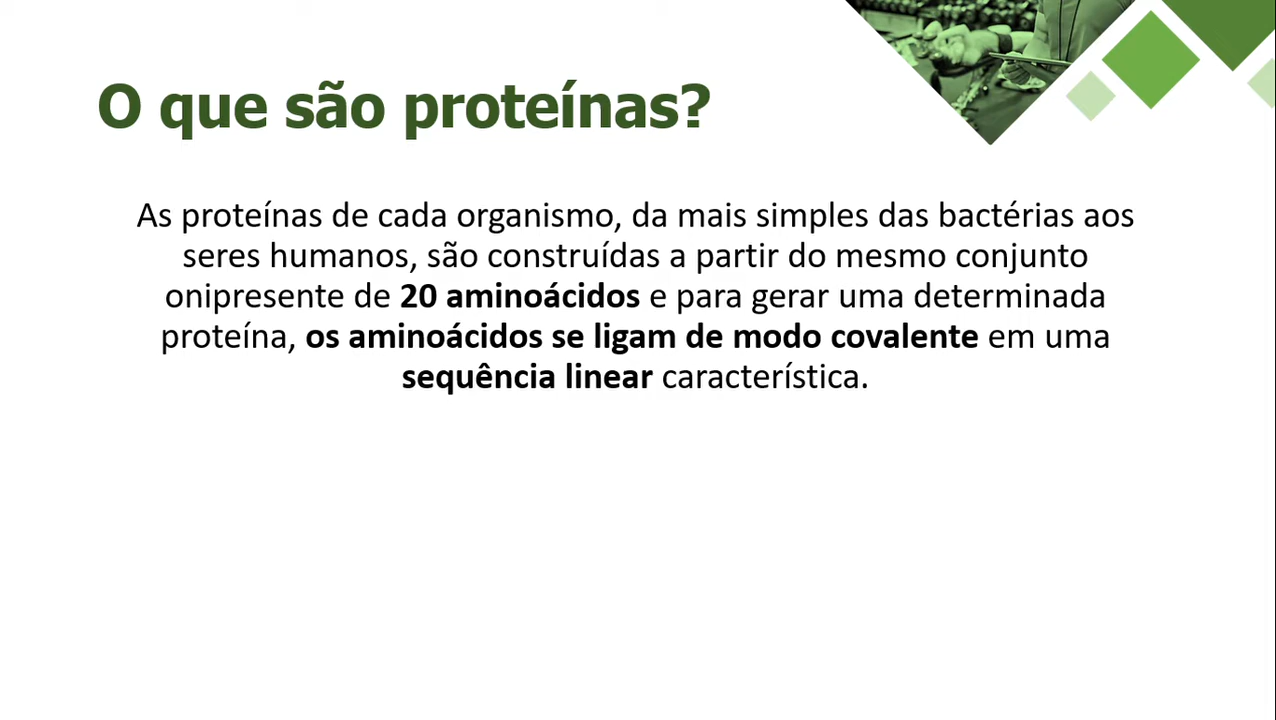 O que são proteínas?
As proteínas de cada organismo, da mais simples das bactérias aos
seres humanos, são construídas a partir do mesmo conjunto
onipresente de 20 aminoácidos e para gerar uma determinada
proteína, os aminoácidos se ligam de modo covalente em uma
sequência linear característica.